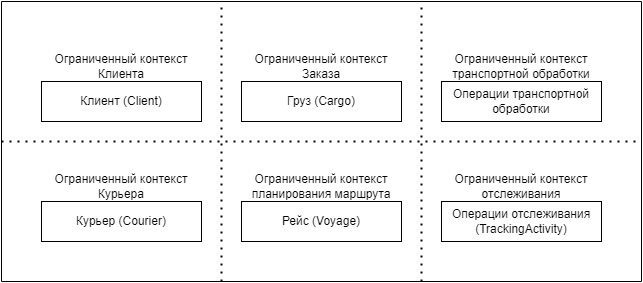 Ограниченный контекст
Клиента
Клиент (Client)
Ограниченный контекст
Заказа
Груз (Cargo)
Ограниченный контекст
транспортной обработки
Операции транспортной
обработки
Ограниченный контекст
Курьера
Курьер (Courier)
Ограниченный контекст
планирования маршрута
Рейс (Voyage)
Ограниченный контекст
отслеживания
Операции отслеживания
(TrackingActivity)